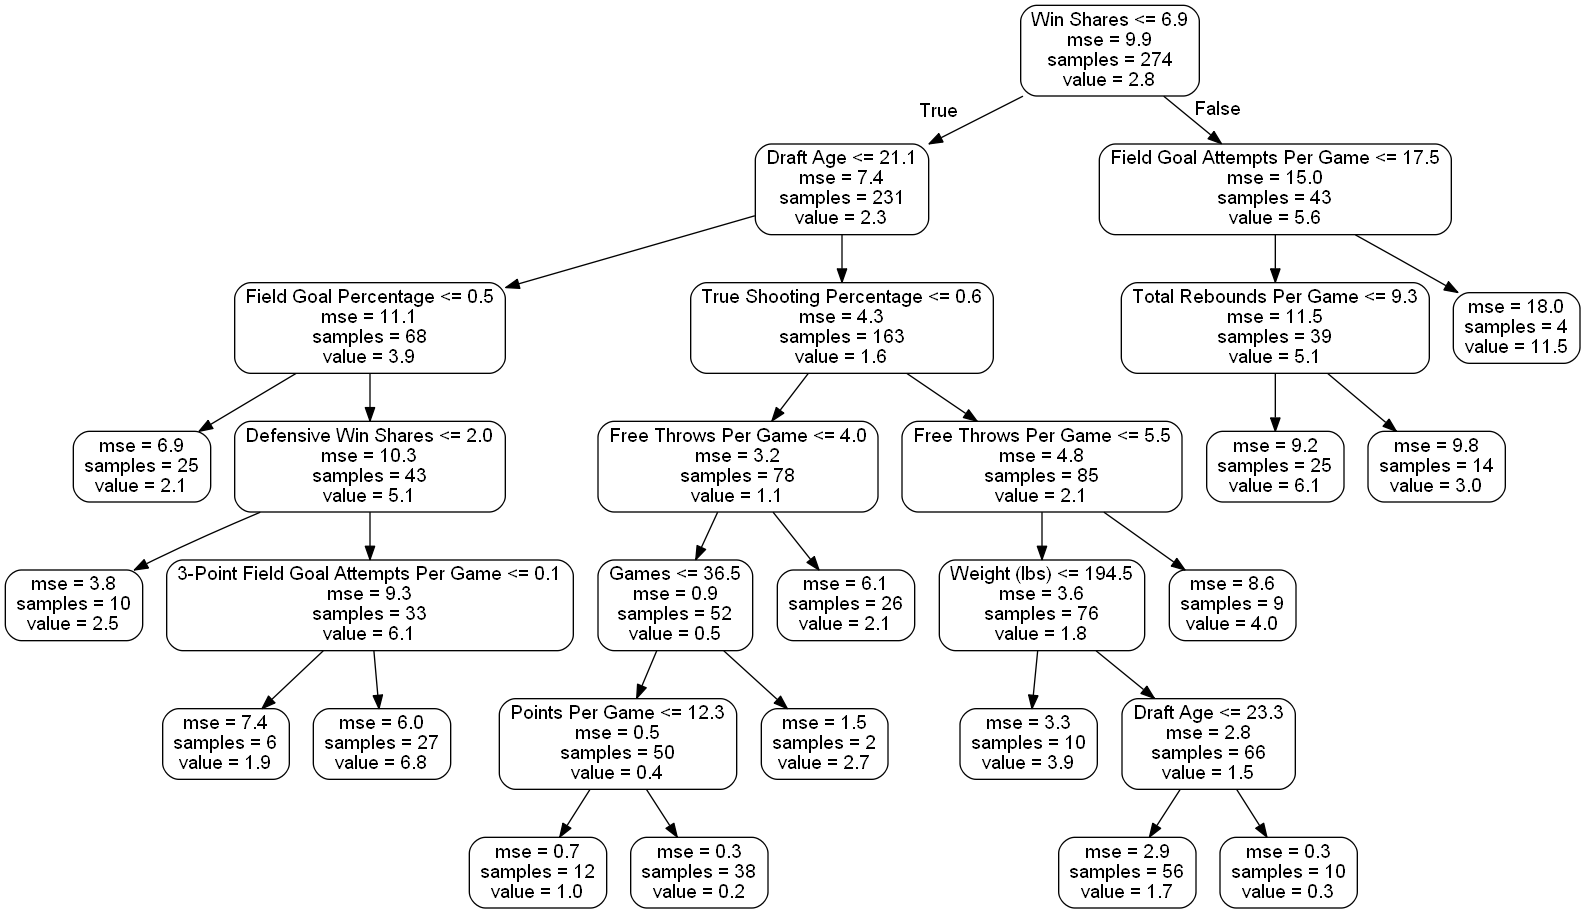 Win Shares <= 6.9
mse = 9.9
samples = 274
value = 2.8
True
False
Draft Age <= 21.1
mse = 7.4
samples = 231
value = 2.3
Field Goal Attempts Per Game <= 17.5
mse = 15.0
samples = 43
value = 5.6
Field Goal Percentage <= 0.5
mse = 11.1
samples = 68
value = 3.9
True Shooting Percentage <= 0.6
mse = 4.3
samples = 163
value = 1.6
Total Rebounds Per Game <= 9.3
mse = 11.5
samples = 39
value = 5.1
mse = 18.0
samples = 4
value = 11.5
mse = 6.9
samples = 25
value = 2.1
Defensive Win Shares <= 2.0
mse = 10.3
samples = 43
value = 5.1
Free Throws Per Game <= 4.0
mse = 3.2
samples = 78
value = 1.1
Free Throws Per Game <= 5.5
mse = 4.8
samples = 85
value = 2.1
mse = 9.2
samples = 25
value = 6.1
mse = 9.8
samples = 14
value = 3.0
mse = 3.8
samples = 10
value = 2.5
3-Point Field Goal Attempts Per Game <= 0.1
mse = 9.3
samples = 33
value = 6.1
Games <= 36.5
mse = 0.9
samples = 52
value = 0.5
mse = 6.1
samples = 26
value = 2.1
Weight (lbs) <= 194.5
mse = 3.6
samples = 76
value = 1.8
mse = 8.6
samples = 9
value = 4.0
mse = 7.4
samples = 6
value = 1.9
mse = 6.0
samples = 27
value = 6.8
Points Per Game <= 12.3
mse = 0.5
samples = 50
value = 0.4
mse = 1.5
samples = 2
value = 2.7
mse = 3.3
samples = 10
value = 3.9
Draft Age <= 23.3
mse = 2.8
samples = 66
value = 1.5
mse = 0.7
samples = 12
value = 1.0
mse = 0.3
samples = 38
value = 0.2
mse = 2.9
samples = 56
value = 1.7
mse = 0.3
samples = 10
value = 0.3